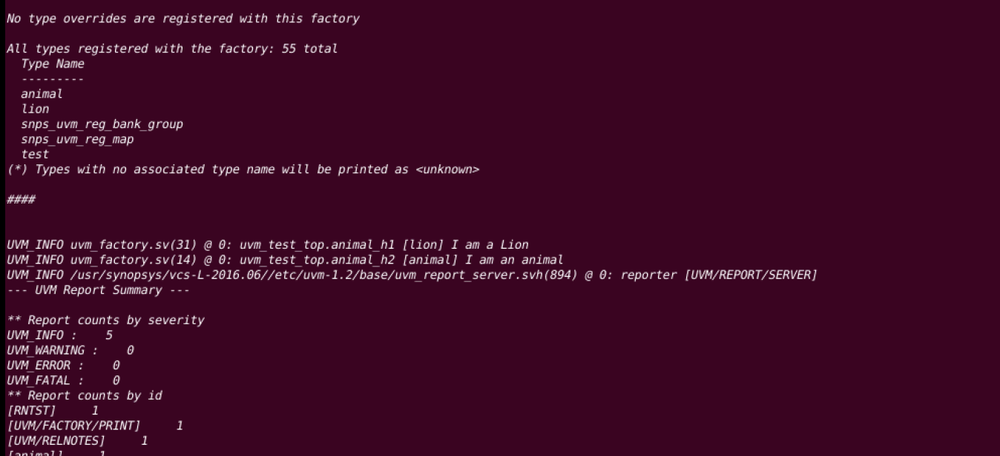 No type overrides are registered with this factory
All types registered with the factory: 55 total
Type Name
---------
animal
lion
snps_uvm_reg_bank_group
snps_uvm_reg_map
test
(*) Types with no associated type name will be printed as <unknown>
####
UVM_INFO uvm_factory.sv(31) @ 0: uvm_test_top.animal_h1 [lion] I am a Lion
UVM_INFO uvm_factory.sv(14) @ 0: uvm_test_top.animal_h2 [animal] I am an animal
UVM_INFO /usr/synopsys/vcs-L-2016.06//etc/uvm-1.2/base/uvm_report_server.svh(894) @ 0: reporter [UVM/REPORT/SERVER]
--- UVM Report Summary ---
** Report counts by severity
UVM_INFO :    5
UVM_WARNING :    0
UVM_ERROR :    0
UVM_FATAL :    0
** Report counts by id
[RNTST]     1
[UVM/FACTORY/PRINT]     1
[UVM/RELNOTES]     1
[animal]     1